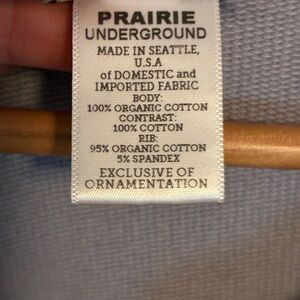 PRAIRIE
UNDERGROUND
MADE IN SEATTLE,
U.S.A
of DOMESTIC and
IMPORTED FABRIC
BODY:
100% ORGANIC COTTON
CONTRAST:
100% COTTON
RIB:
95% ORGANIC COTTON
5% SPANDEX
EXCLUSIVE OF
ORNAMENTATION